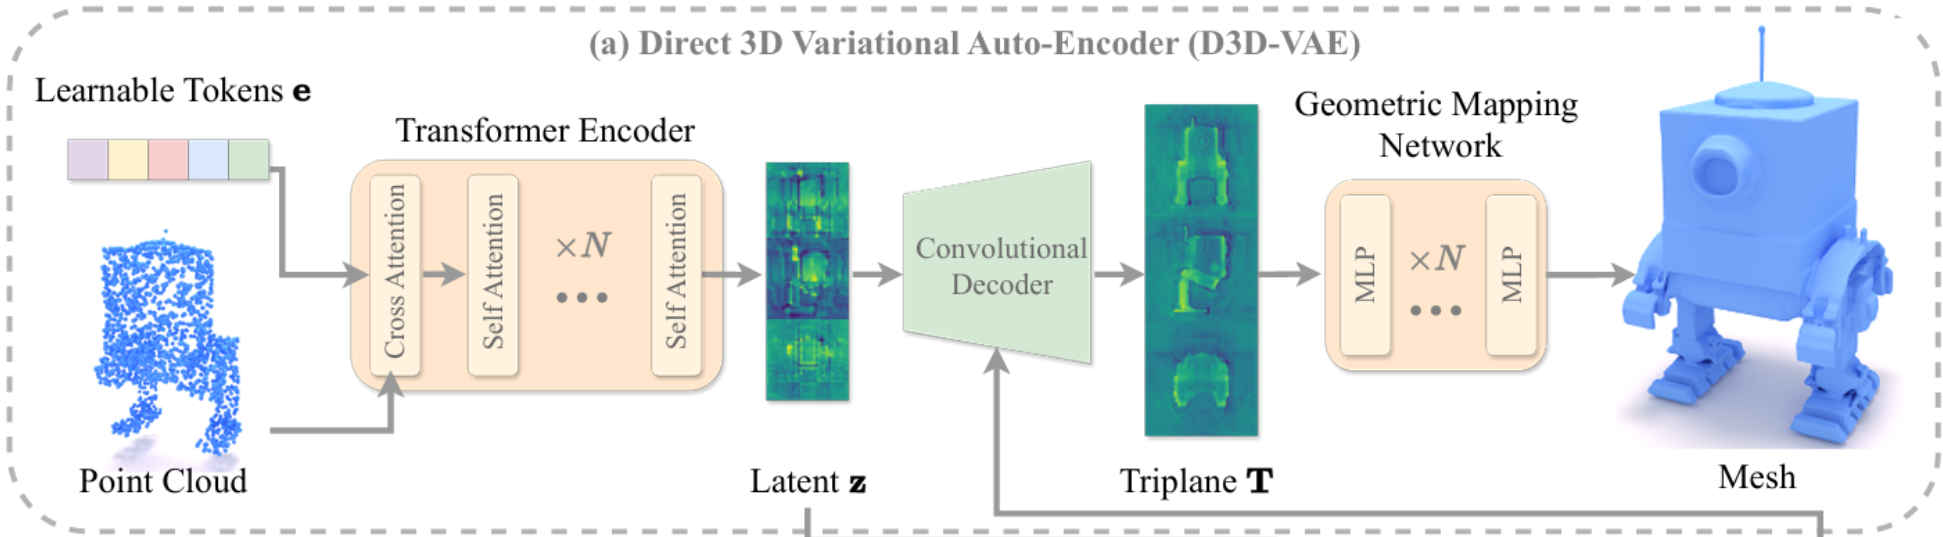 (a) Direct 3D Variational Auto-Encoder (D3D-VAE)
Learnable Tokens e
Transformer Encoder
Cross Attention
Self Attention
×N
Self Attention
Point Cloud
Latent z
Convolutional
Decoder
Triplane T
Geometric Mapping
Network
MLP
×N
MLP
Mesh